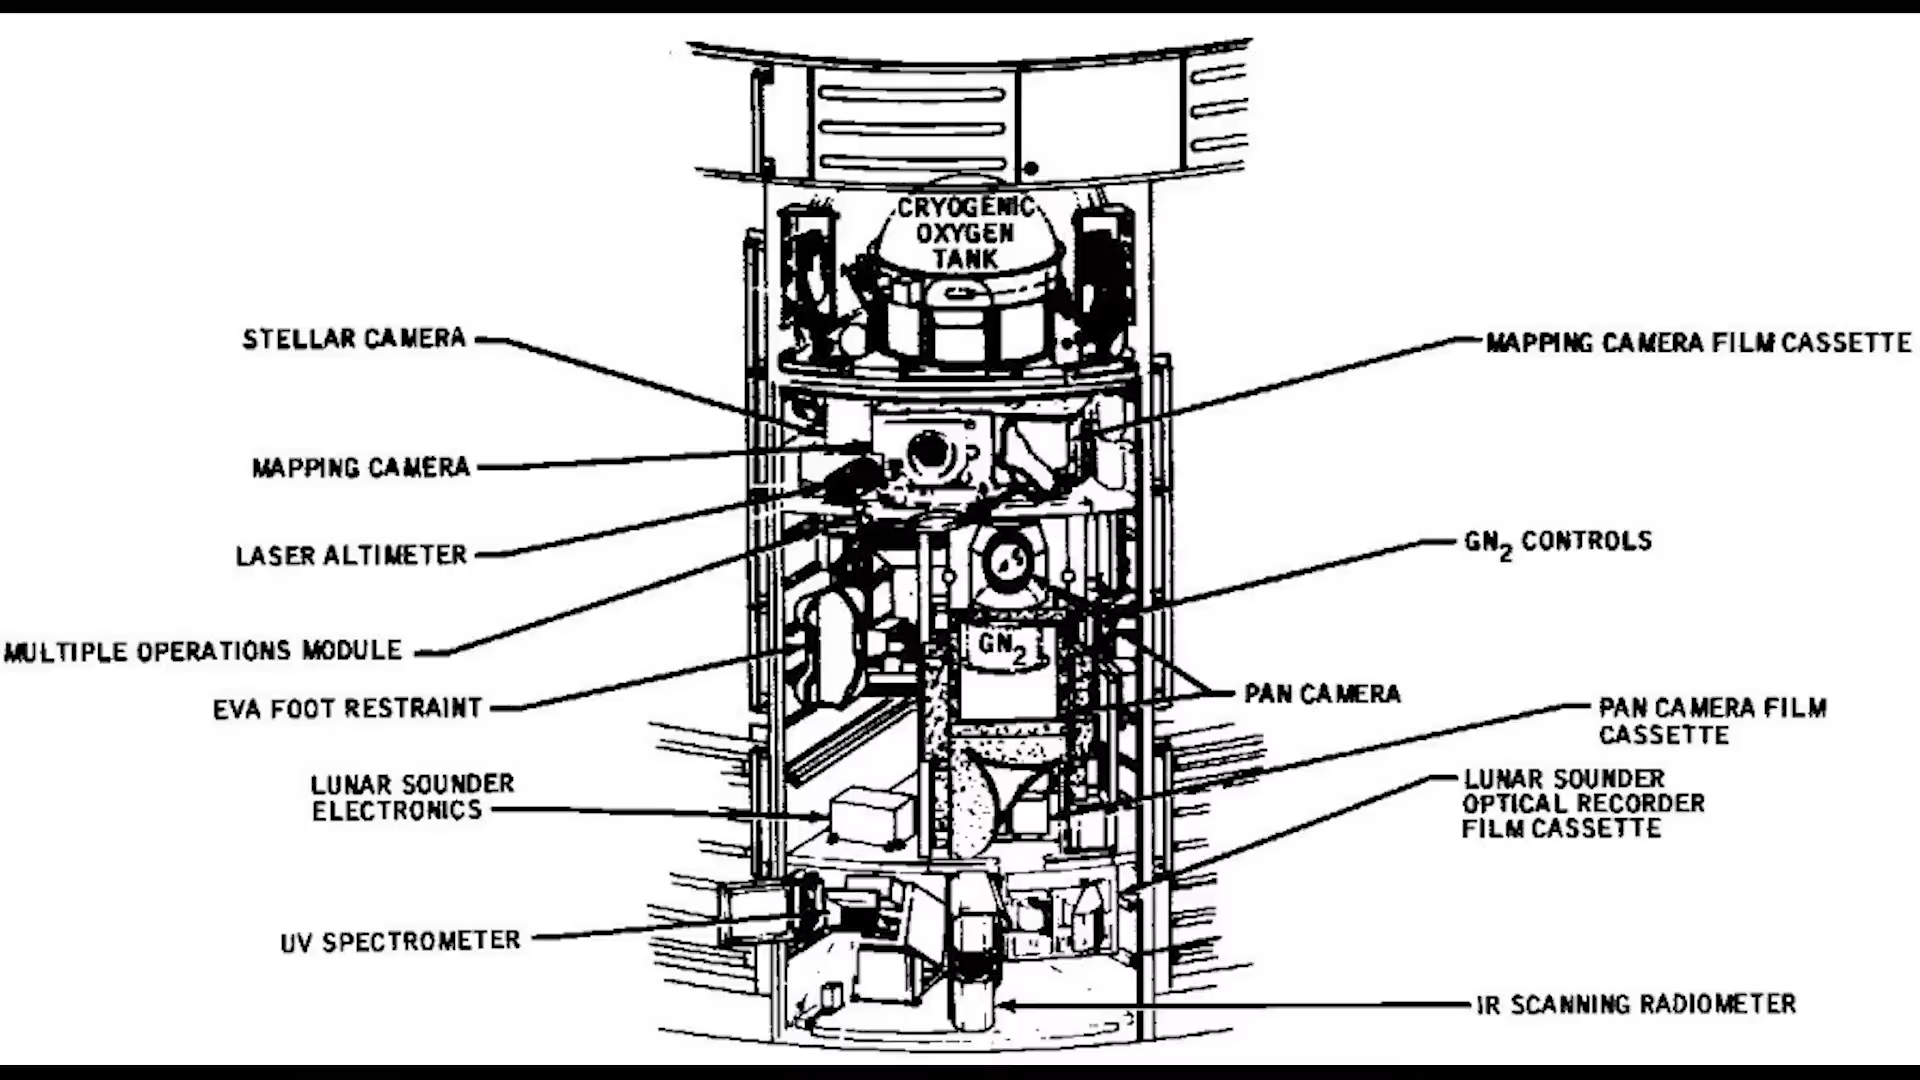 CRYOGENIC
OXYGEN
TANK
STELLAR CAMERA
MAPPING CAMERA FILM CASSETTE
MAPPING CAMERA
LASER ALTIMETER
GN2 CONTROLS
MULTIPLE OPERATIONS MODULE
GN2
EVA FOOT RESTRAINT
PAN CAMERA
PAN CAMERA FILM
CASSETTE
LUNAR SOUNDER
ELECTRONICS
LUNAR SOUNDER
OPTICAL RECORDER
FILM CASSETTE
UV SPECTROMETER
IR SCANNING RADIOMETER